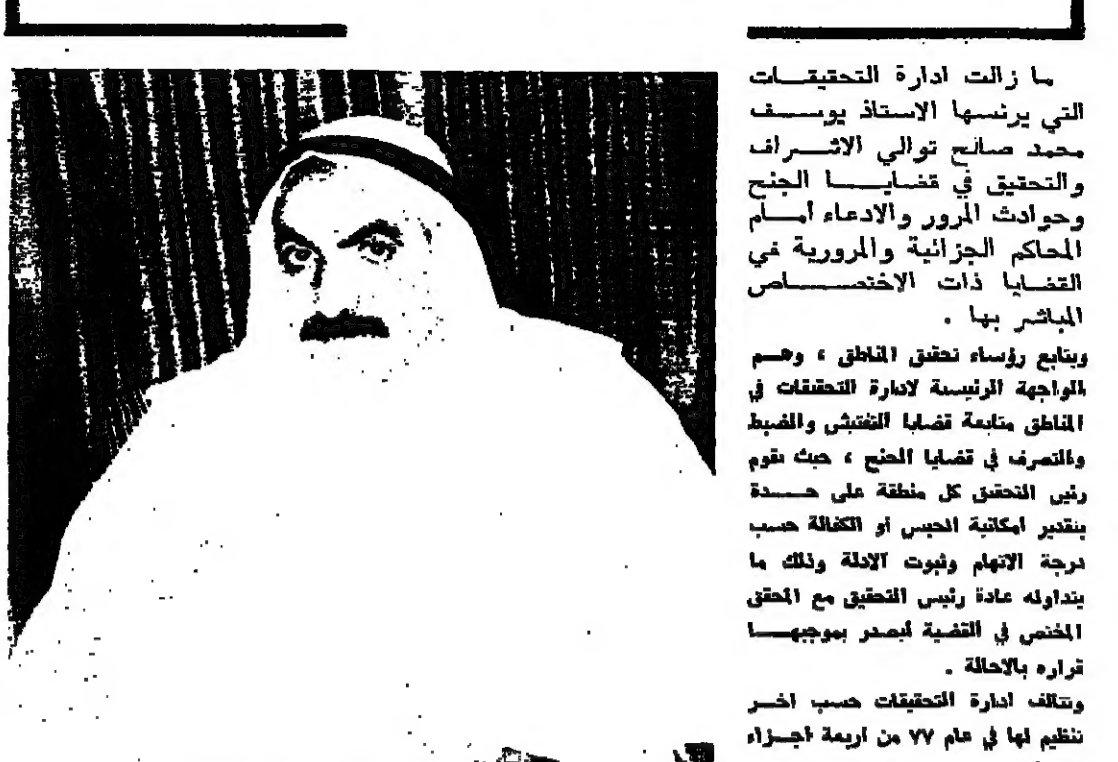 ما زالت ادارة التحقيقات
التي يرئسها الاستاذ يوسف
محمد صالح توالي الاشراف
والتحقيق في قضايا الجنح
وحوادث المرور والادعاء أمام
المحاكم الجزائية والمرورية في
القضايا ذات الاختصاص
المباشر بها .
ويتابع رؤساء تحقيق المناطق ، وهم
الواجهة الرئيسية لادارة التحقيقات في
المناطق متابعة قضايا التفتيش والضبط
والتصرف في قضايا الجنح ، حيث يقوم
رئيس التحقيق كل منطقة على حدة
بتقدير امكانية الحبس أو الكفالة حسب
درجة الاتهام وثبوت الادلة وذلك ما
يتداوله عادة رئيس التحقيق مع المحقق
المختص في القضية ليصدر بموجبها
قراره بالاحالة .
وتتألف ادارة التحقيقات حسب اخر
تنظيم لها في عام ٧٧ من اربعة أجزاء